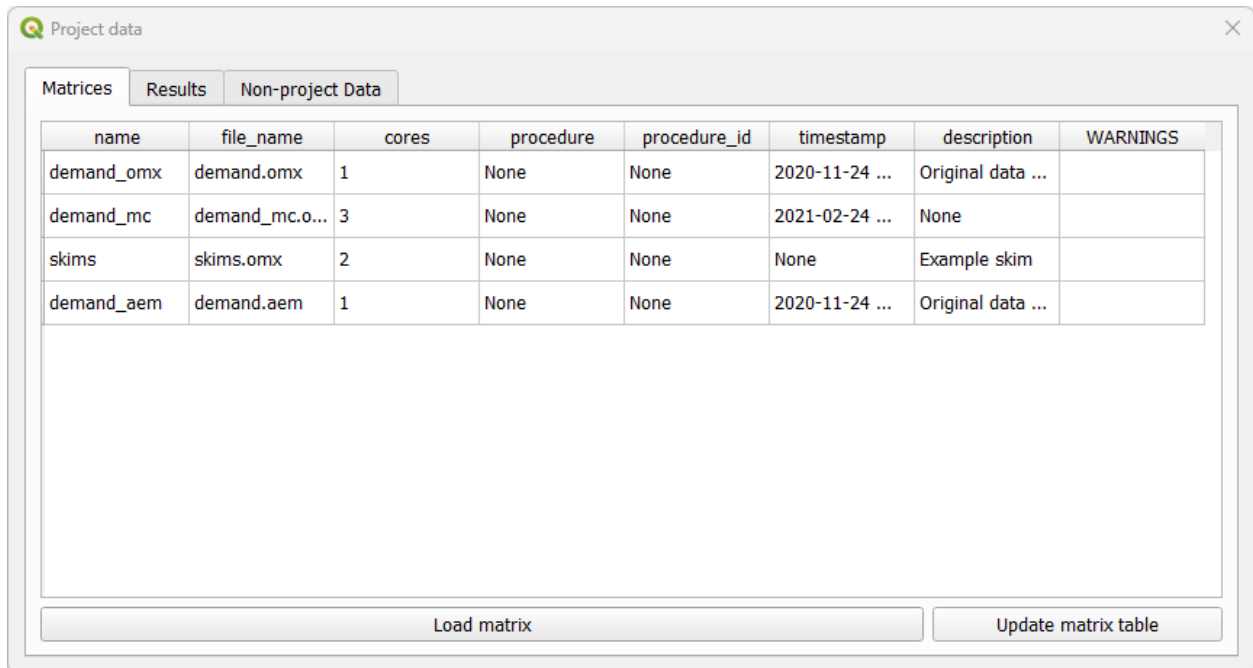 Project data
Matrices Results Non-project Data
name file_name cores procedure procedure_id timestamp description WARNINGS
demand_omx demand.omx 1 None None 2020-11-24 ... Original data ...
demand_mc demand_mc.o... 3 None None 2021-02-24 ... None
skims skims.omx 2 None None None Example skim
demand_aem demand.aem 1 None None 2020-11-24 ... Original data ...
Load matrix Update matrix table